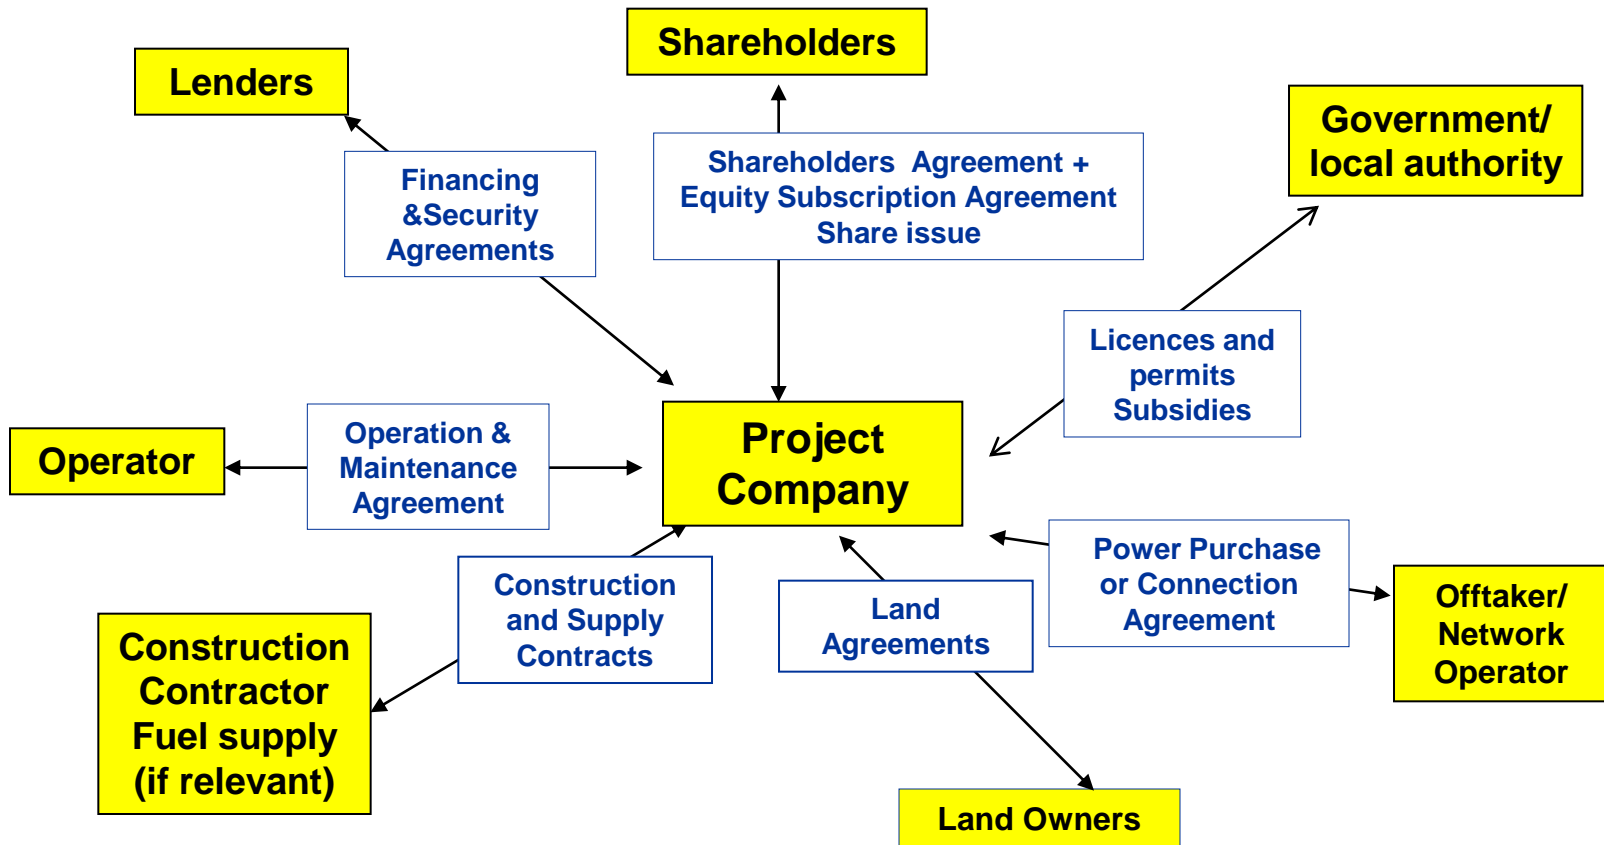 Shareholders
Lenders
Government/
local authority
Shareholders Agreement +
Equity Subscription Agreement
Share issue
Financing
&Security
Agreements
Licences and
permits
Subsidies
Project
Company
Operation &
Maintenance
Agreement
Operator
Power Purchase
or Connection
Agreement
Construction
and Supply
Contracts
Land
Agreements
Offtaker/
Network
Operator
Construction
Contractor
Fuel supply
(if relevant)
Land Owners